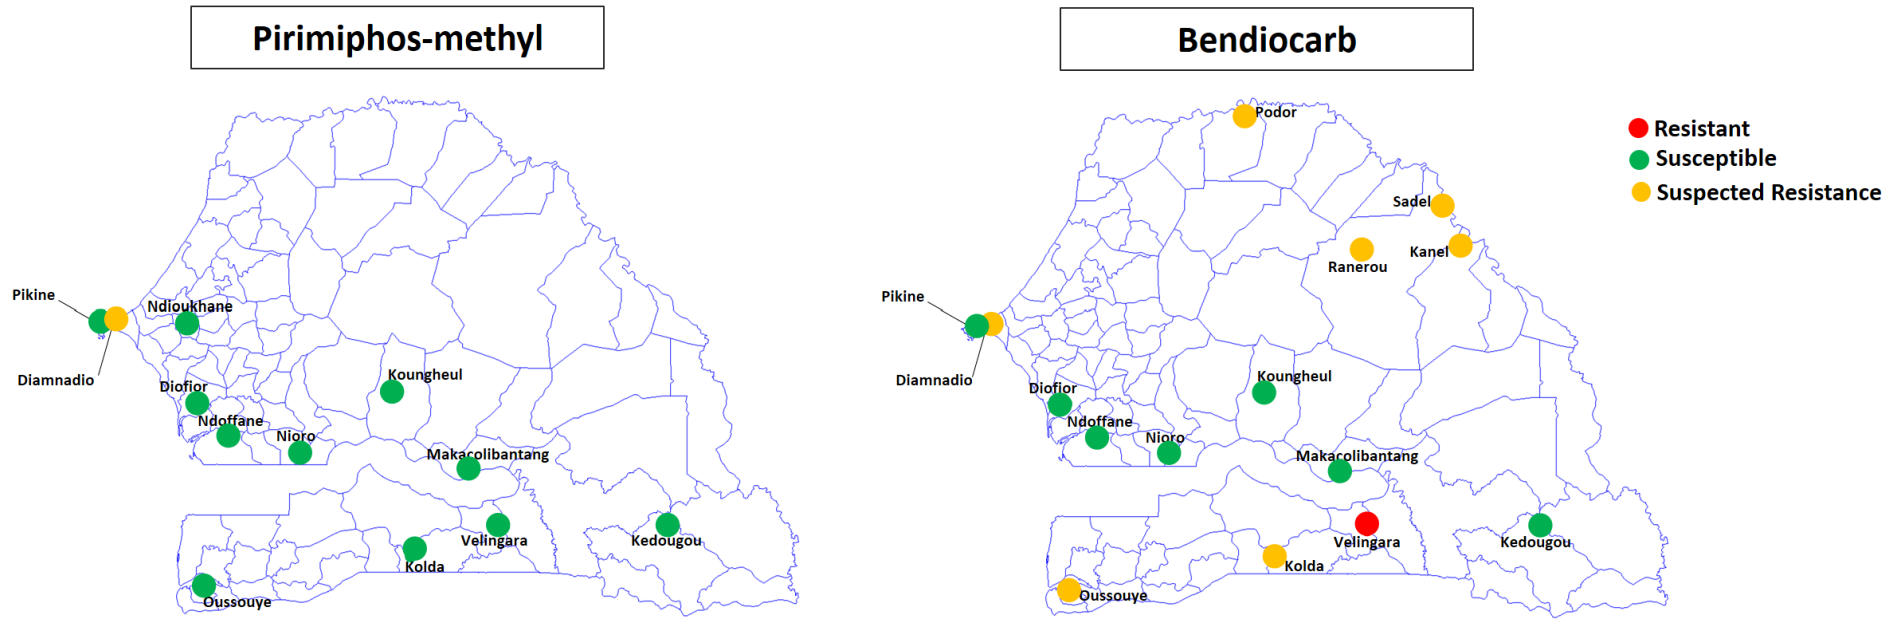 Pirimiphos-methyl
Pikine
Ndioukhane
Diamnadio
Diofior
Koungheul
Ndoffane
Nioro
Makacolibantang
Velingara
Kedougou
Kolda
Oussouye
Bendiocarb
Podor
Sadel
Kanel
Ranerou
Pikine
Diamnadio
Diofior
Koungheul
Ndoffane
Nioro
Makacolibantang
Velingara
Kedougou
Kolda
Oussouye
Resistant
Susceptible
Suspected Resistance